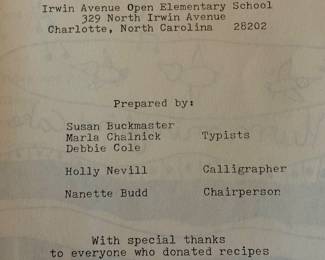 Irwin Avenue Open Elementary School
329 North Irwin Avenue
Charlotte, North Carolina 28202
Prepared by:
Susan Buckmaster
Marla Chalnick Typists
Debbie Cole
Holly Nevill Calligrapher
Nanette Budd Chairperson
With special thanks
to everyone who donated recipes